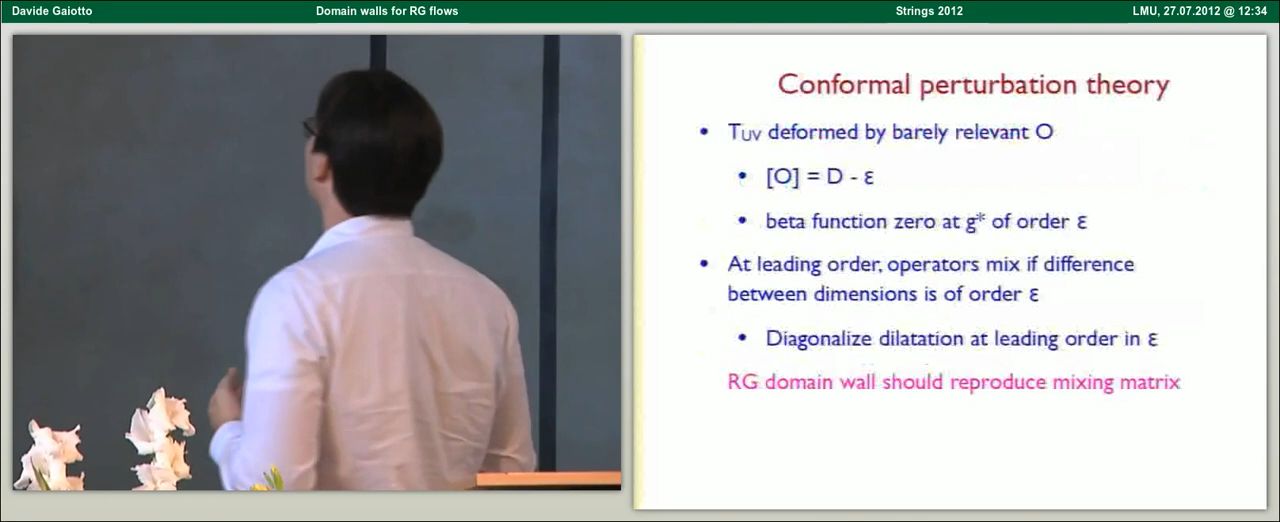 Davide Gaiotto Domain walls for RG flows Strings 2012 LMU, 27.07.2012 @ 12:34
Conformal perturbation theory
• TUV deformed by barely relevant O
• [O] = D - ε
• beta function zero at g* of order ε
• At leading order, operators mix if difference
between dimensions is of order ε
• Diagonalize dilatation at leading order in ε
RG domain wall should reproduce mixing matrix